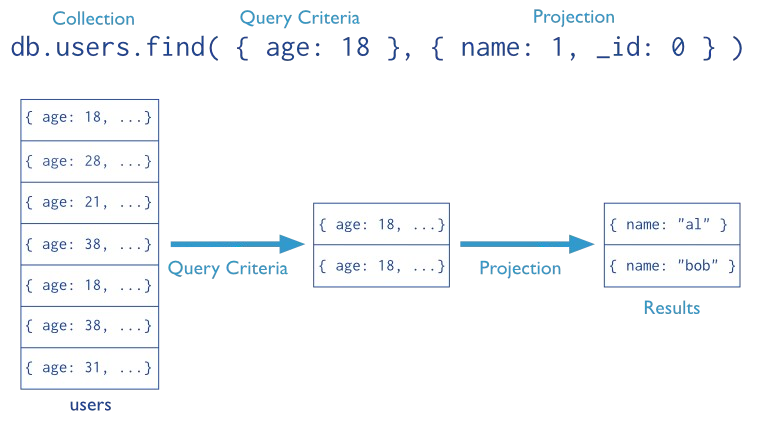 Collection Query Criteria Projection
db.users.find( { age: 18 }, { name: 1, _id: 0 } )
{ age: 18, ...}
{ age: 28, ...}
{ age: 21, ...}
{ age: 38, ...}
{ age: 18, ...}
{ age: 38, ...}
{ age: 31, ...}
users
Query Criteria
{ age: 18, ...}
{ age: 18, ...}
Projection
{ name: "al" }
{ name: "bob" }
Results